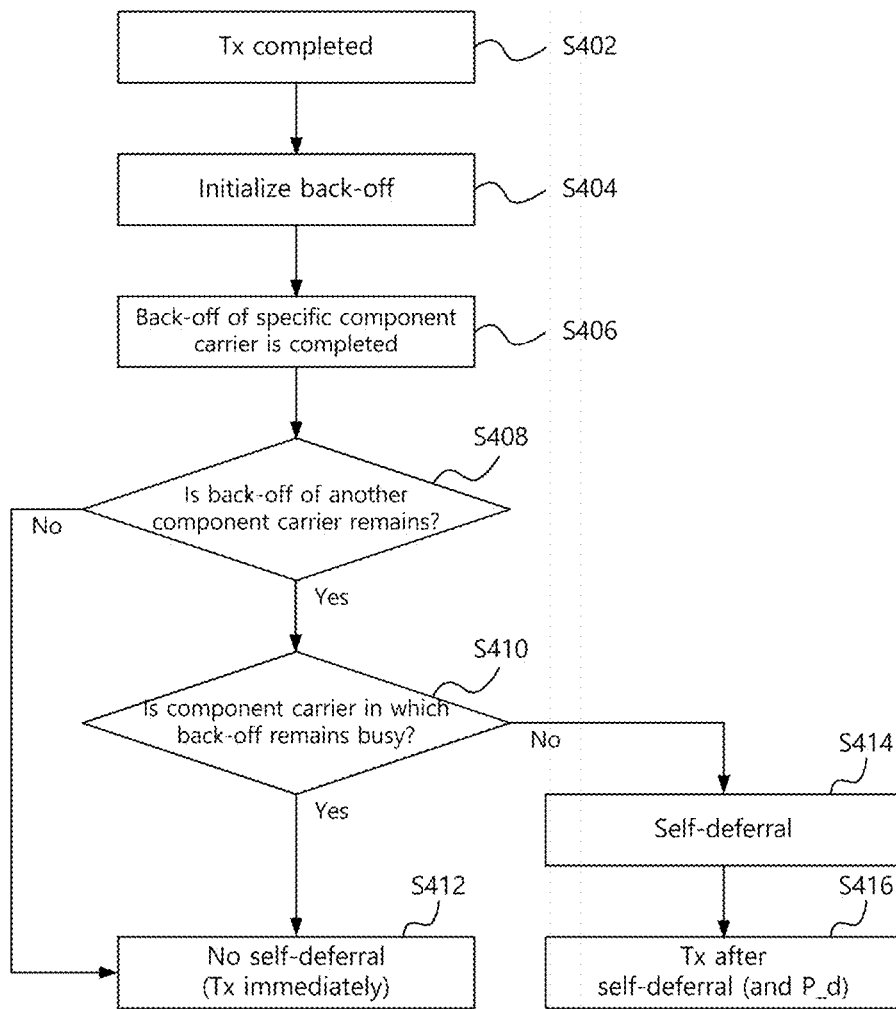 Tx completed
S402
Initialize back-off
S404
Back-off of specific component
carrier is completed
S406
S408
Is back-off of another
component carrier remains?
No
Yes
S410
Is component carrier in which
back-off remains busy?
No
Yes
S414
Self-deferral
S412
No self-deferral
(Tx immediately)
S416
Tx after
self-deferral (and P_d)